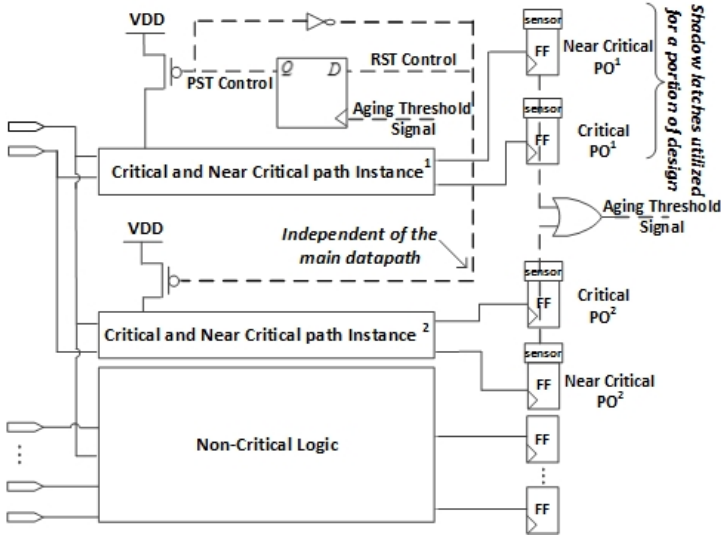 VDD
sensor
FF
Near Critical
PO1
Q
D
RST Control
PST Control
Aging Threshold
Signal
sensor
FF
Critical
PO1
Shadow latches utilized
for a portion of design
Critical and Near Critical path Instance1
Aging Threshold
Signal
VDD
Independent of the
main datapath
sensor
FF
Critical
PO2
Critical and Near Critical path Instance 2
sensor
FF
Near Critical
PO2
Non-Critical Logic
FF
FF